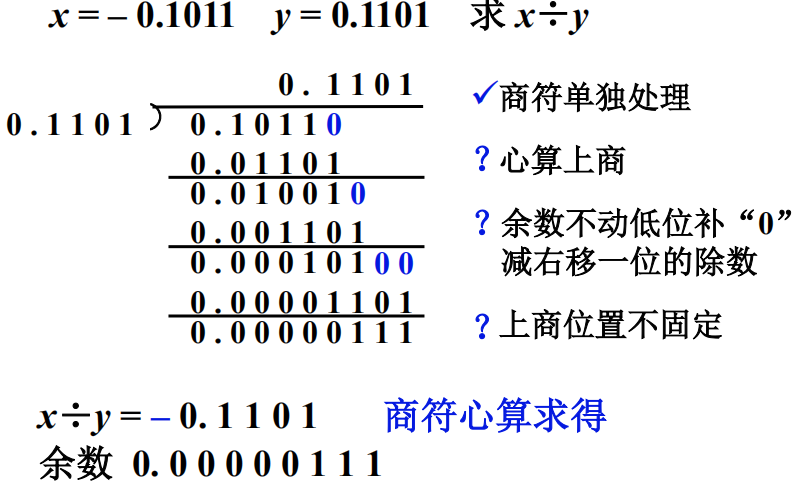 x = – 0.1011 y = 0.1101 求 x÷y
0.1101
0.1101 0.10110
0.01101
0.010010
0.001101
0.00010100
0.00001101
0.00000111
✓商符单独处理
?心算上商
?余数不动低位补“0”
减右移一位的除数
?上商位置不固定
x÷y = – 0.1101 商符心算求得
余数 0.00000111